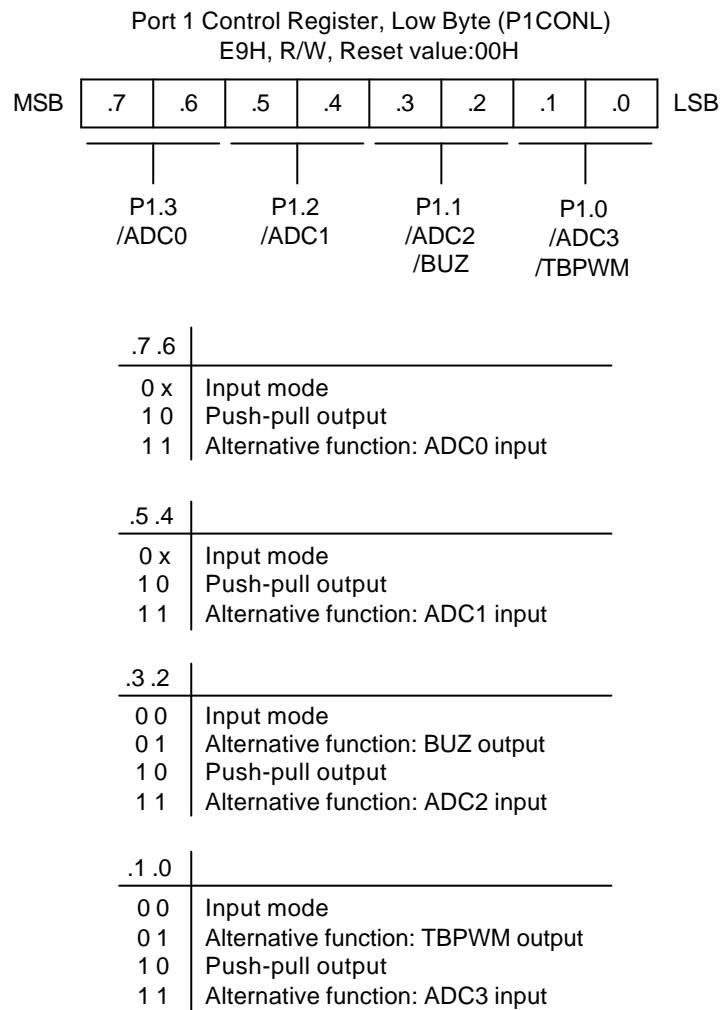 Port 1 Control Register, Low Byte (P1CONL)
E9H, R/W, Reset value:00H
MSB .7 .6 .5 .4 .3 .2 .1 .0 LSB
P1.3 P1.2 P1.1 P1.0
/ADC0 /ADC1 /ADC2 /ADC3
/BUZ /TBPWM
.7 .6
0 x Input mode
1 0 Push-pull output
1 1 Alternative function: ADC0 input
.5 .4
0 x Input mode
1 0 Push-pull output
1 1 Alternative function: ADC1 input
.3 .2
0 0 Input mode
0 1 Alternative function: BUZ output
1 0 Push-pull output
1 1 Alternative function: ADC2 input
.1 .0
0 0 Input mode
0 1 Alternative function: TBPWM output
1 0 Push-pull output
1 1 Alternative function: ADC3 input